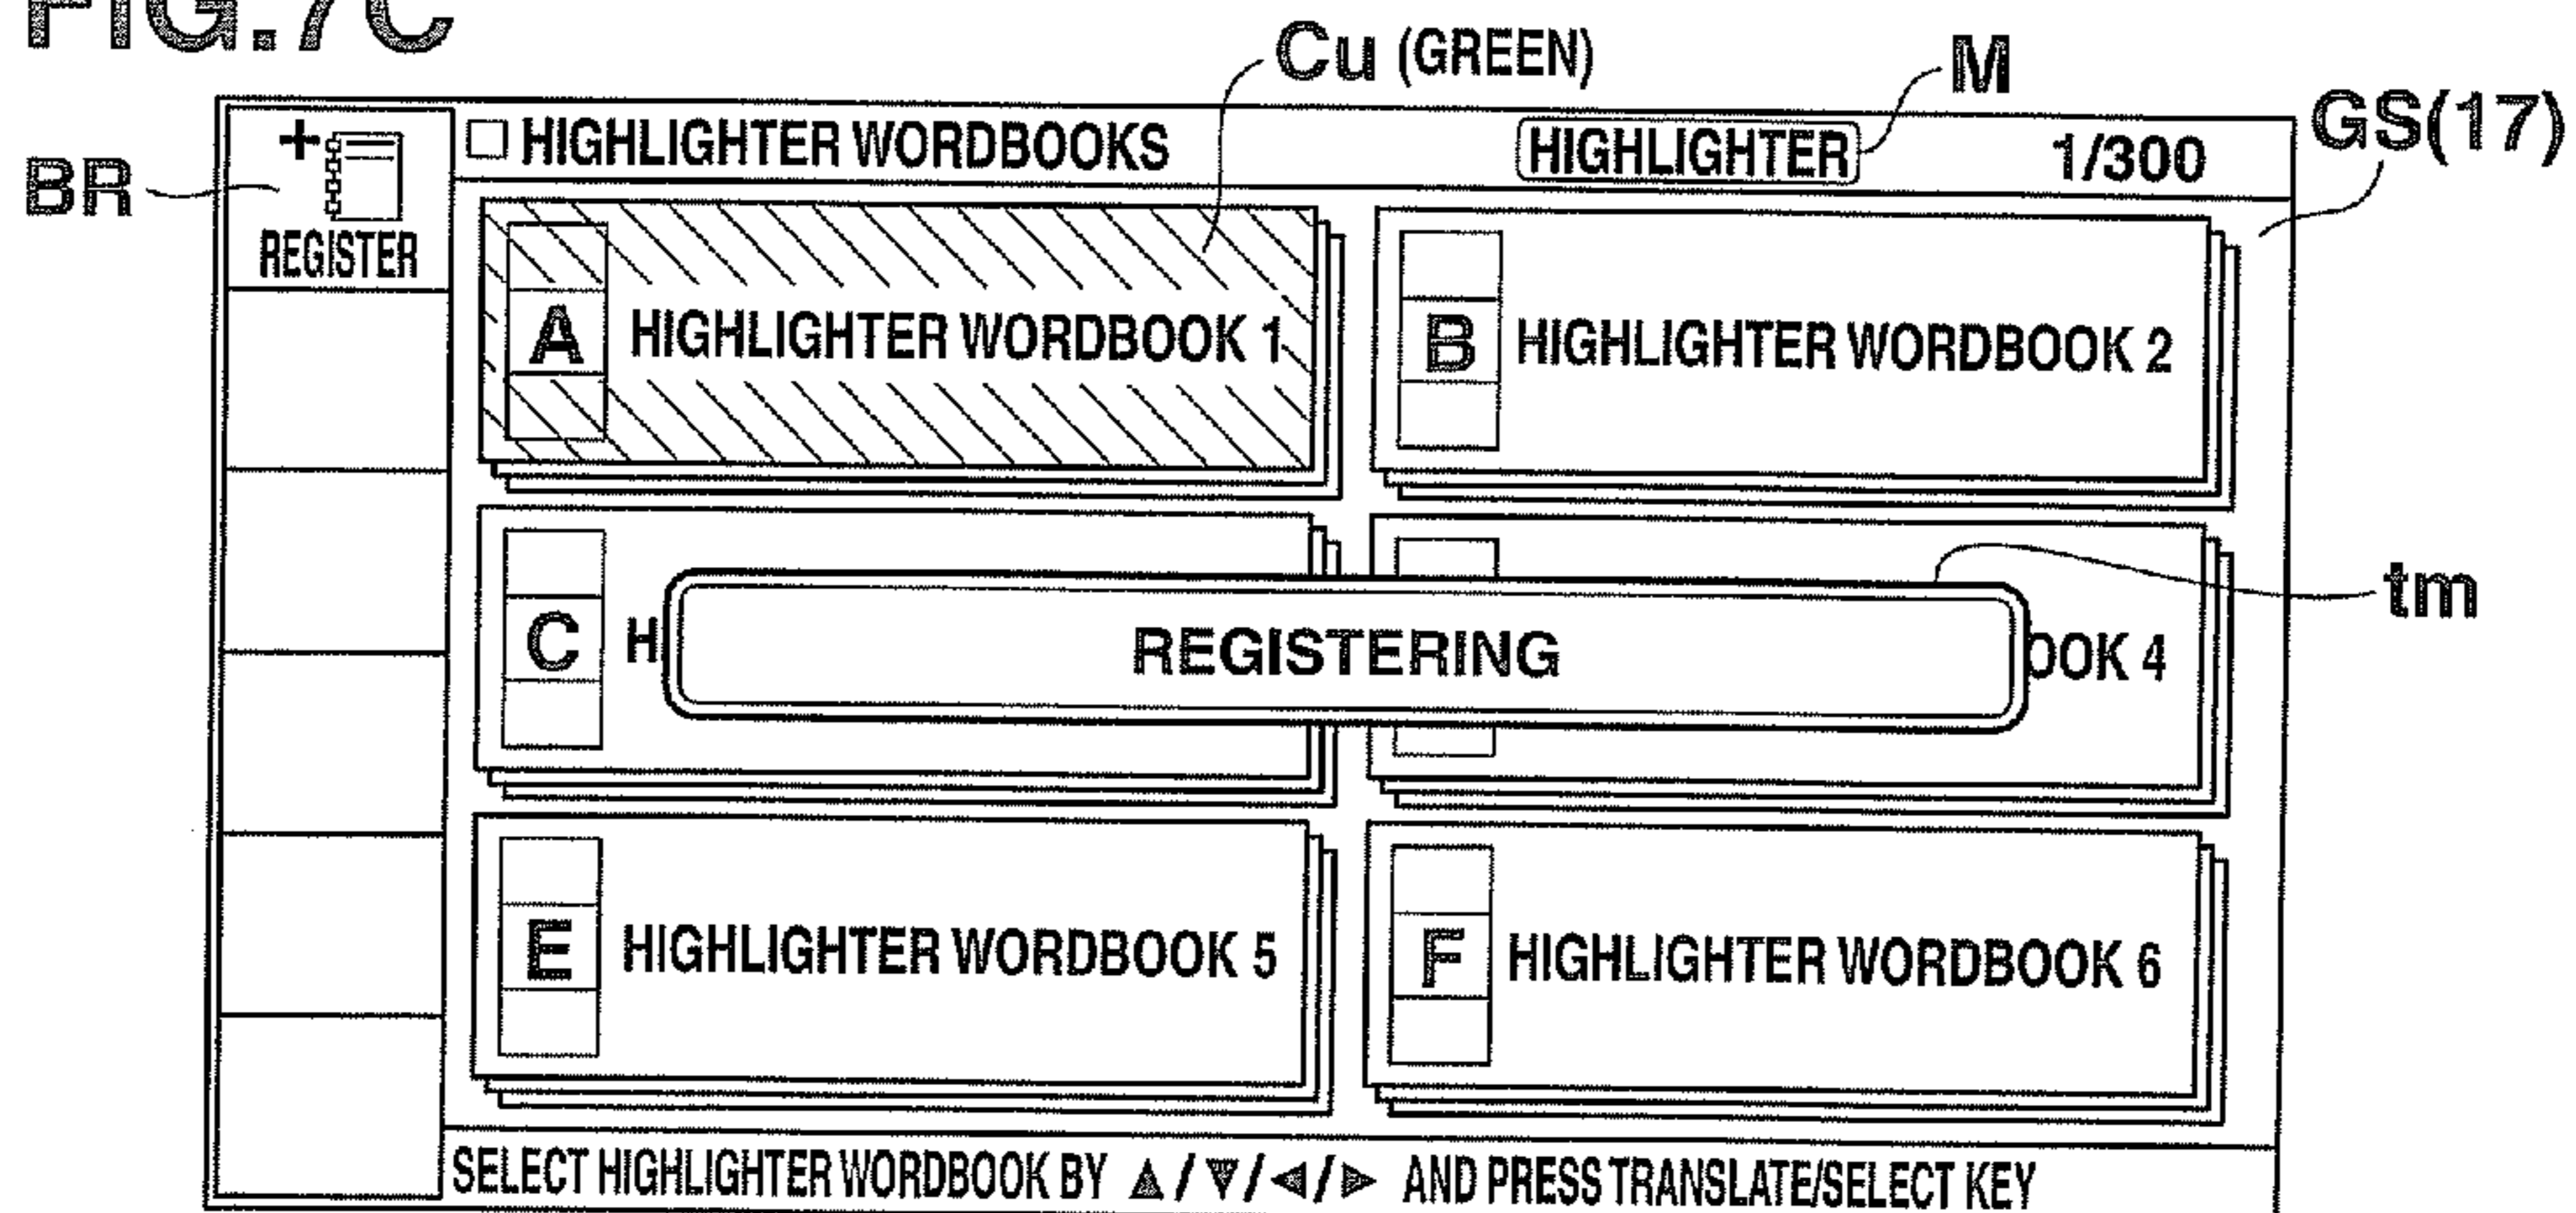 FIG.7C
Cu (GREEN)
M
GS(17)
BR
+
REGISTER
HIGHLIGHTER WORDBOOKS
HIGHLIGHTER
1/300
A HIGHLIGHTER WORDBOOK 1
B HIGHLIGHTER WORDBOOK 2
C H
REGISTERING
OOK 4
tm
E HIGHLIGHTER WORDBOOK 5
F HIGHLIGHTER WORDBOOK 6
SELECT HIGHLIGHTER WORDBOOK BY ▲/▼/◀/▶ AND PRESS TRANSLATE/SELECT KEY